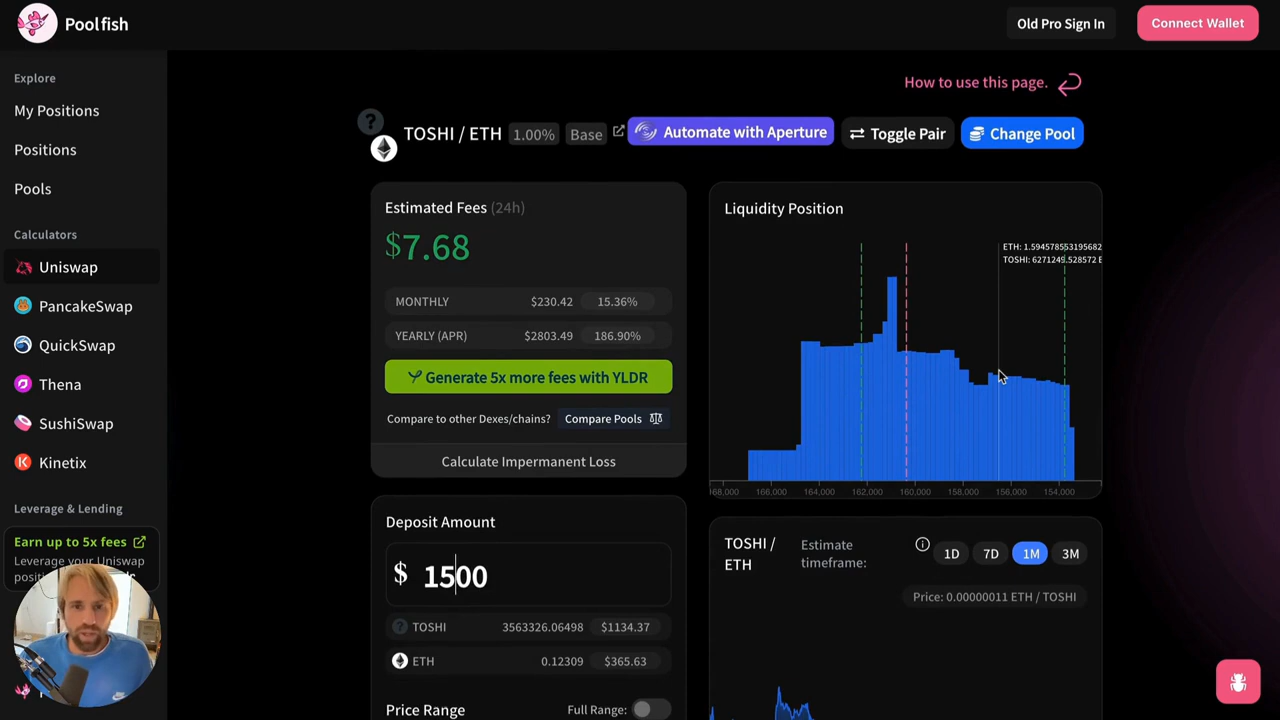 Poolfish
Old Pro Sign In
Connect Wallet
Explore
My Positions
Positions
Pools
Calculators
Uniswap
PancakeSwap
QuickSwap
Thena
SushiSwap
Kinetix
Leverage & Lending
Earn up to 5x fees
Leverage your Uniswap
How to use this page.
?
TOSHI / ETH
1.00%
Base
Automate with Aperture
Toggle Pair
Change Pool
Estimated Fees (24h)
$7.68
MONTHLY
$230.42
15.36%
YEARLY (APR)
$2803.49
186.90%
Generate 5x more fees with YLDR
Compare to other Dexes/chains?
Compare Pools
Calculate Impermanent Loss
Deposit Amount
$ 1500
? TOSHI
3563326.06498
$1134.37
ETH
0.12309
$365.63
Price Range
Full Range:
Liquidity Position
TOSHI: 6271249.528572 E
168,000
166,000
164,000
162,000
160,000
158,000
156,000
154,000
TOSHI /
ETH
Estimate
timeframe:
1D
7D
1M
3M
Price: 0.00000011 ETH / TOSHI